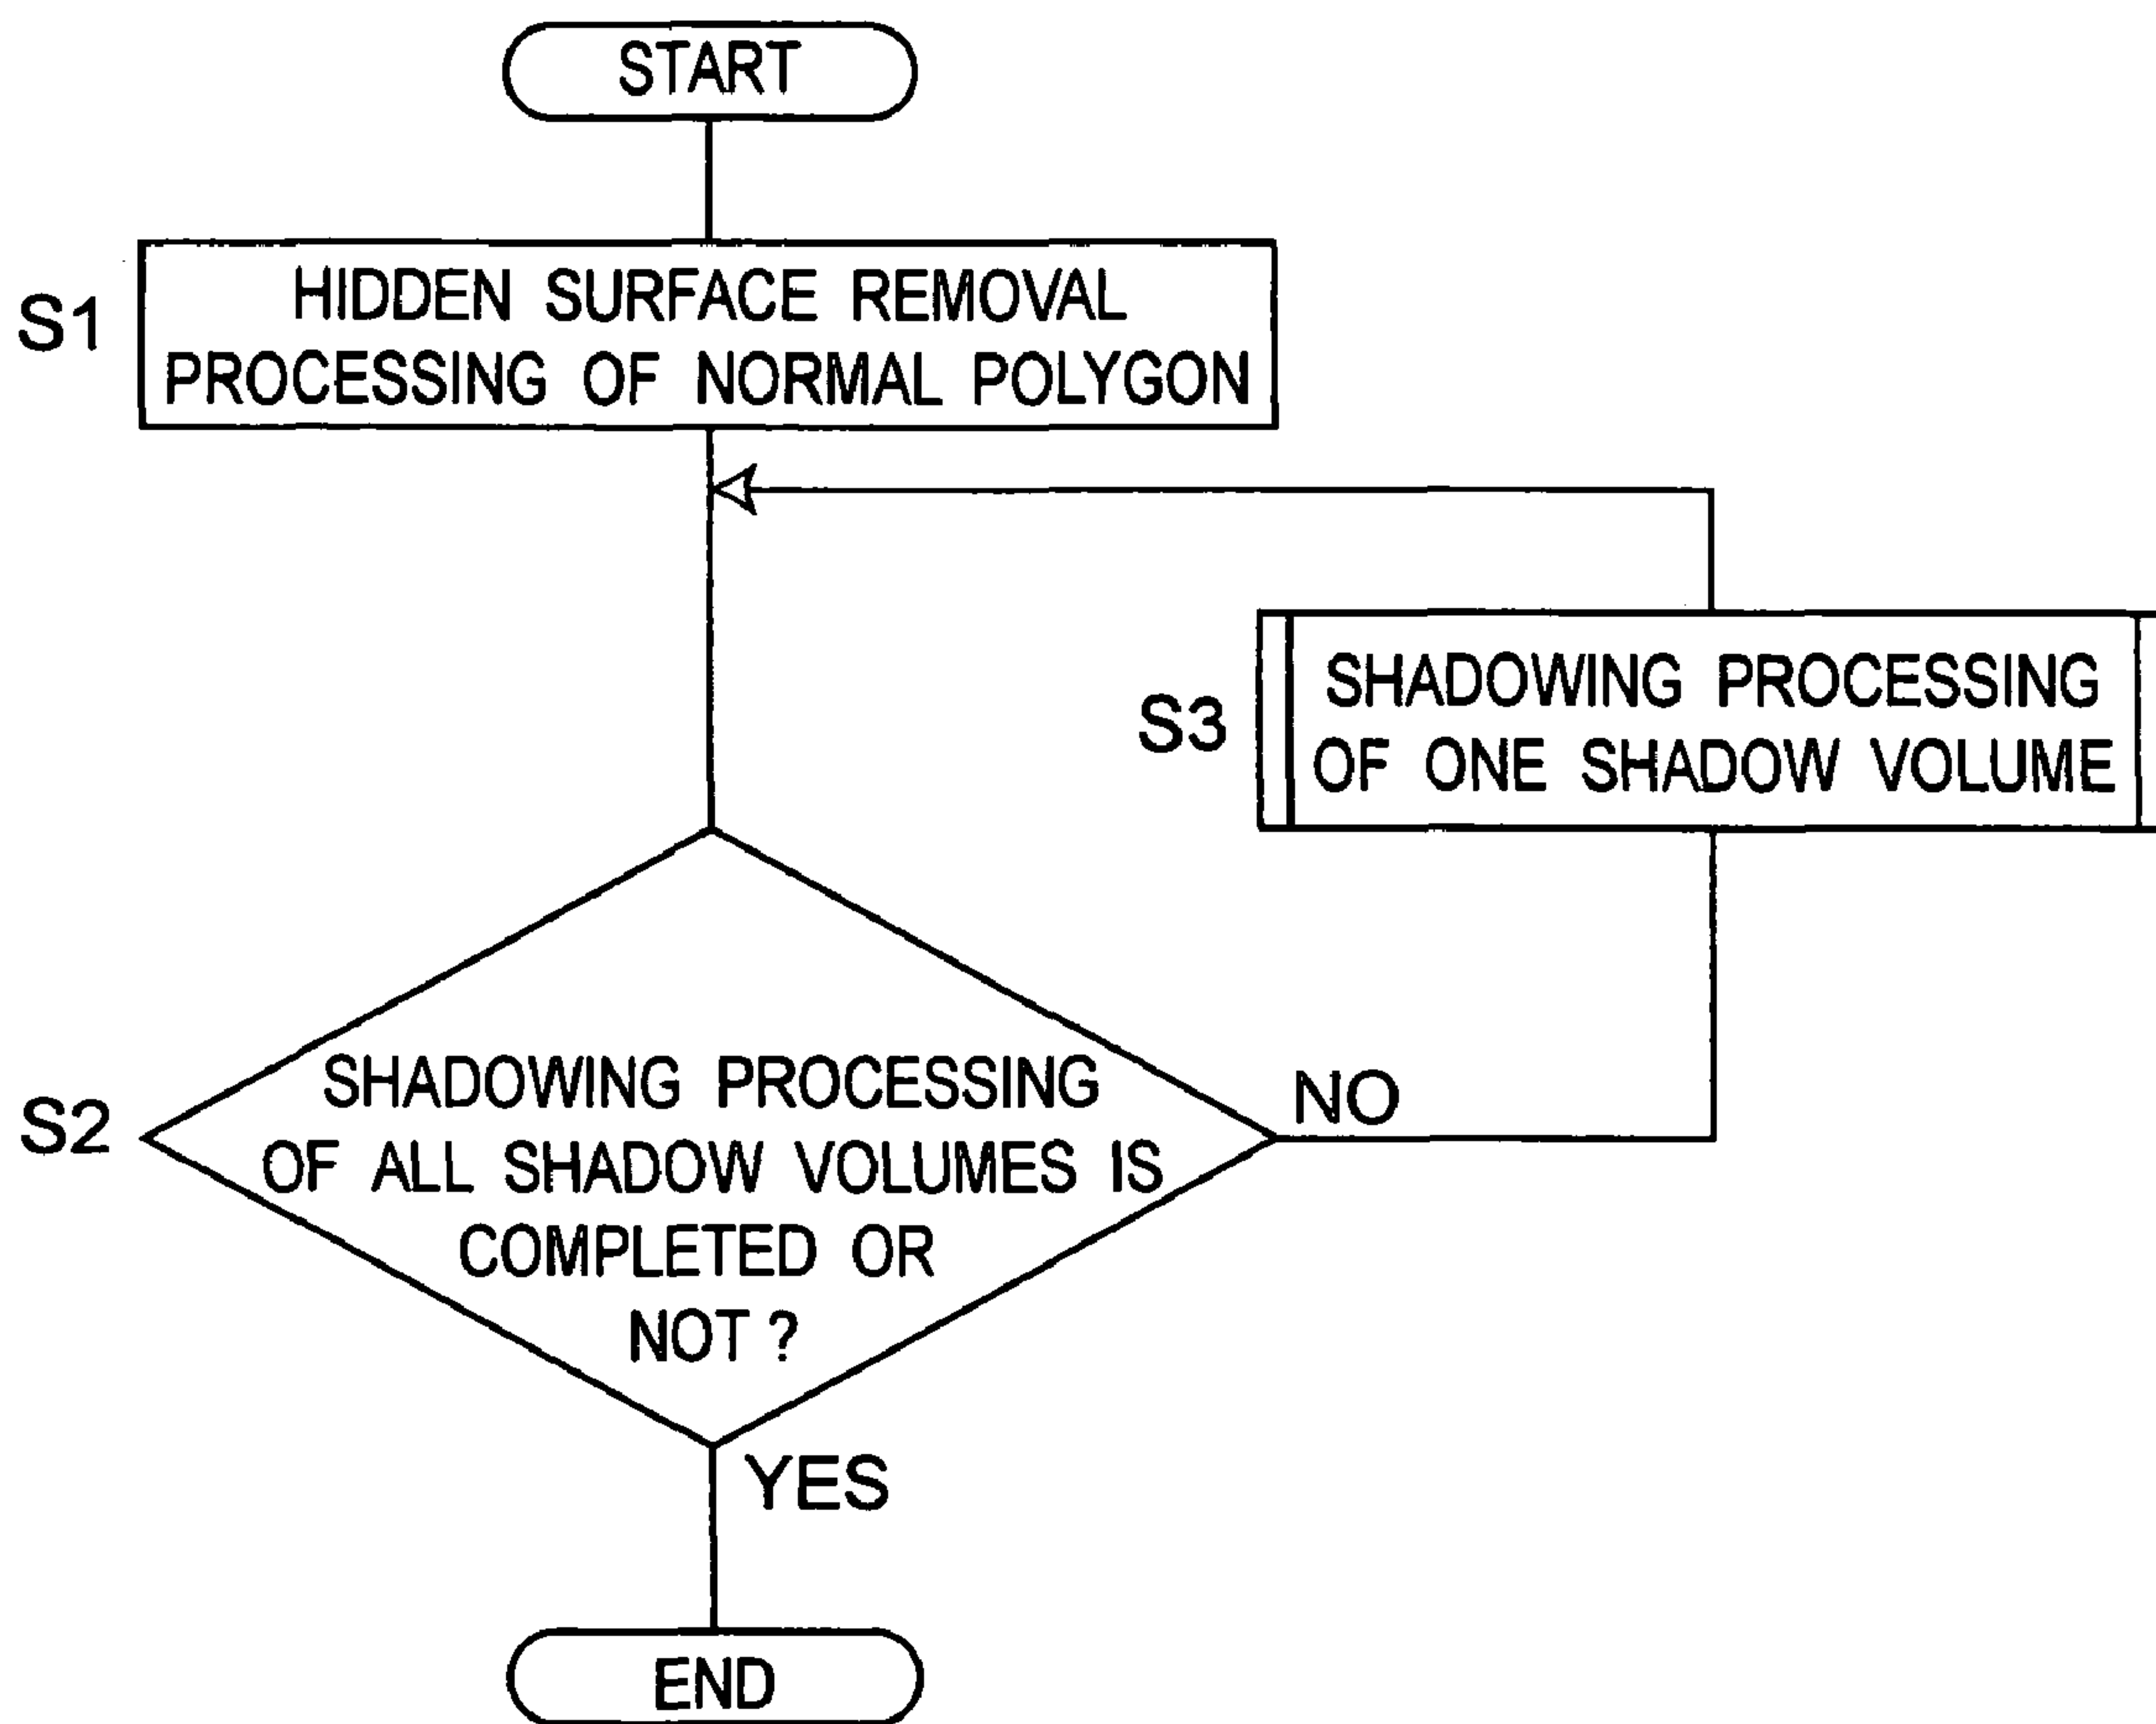 START
S1
HIDDEN SURFACE REMOVAL
PROCESSING OF NORMAL POLYGON
S3
SHADOWING PROCESSING
OF ONE SHADOW VOLUME
S2
SHADOWING PROCESSING
OF ALL SHADOW VOLUMES IS
COMPLETED OR
NOT ?
NO
YES
END